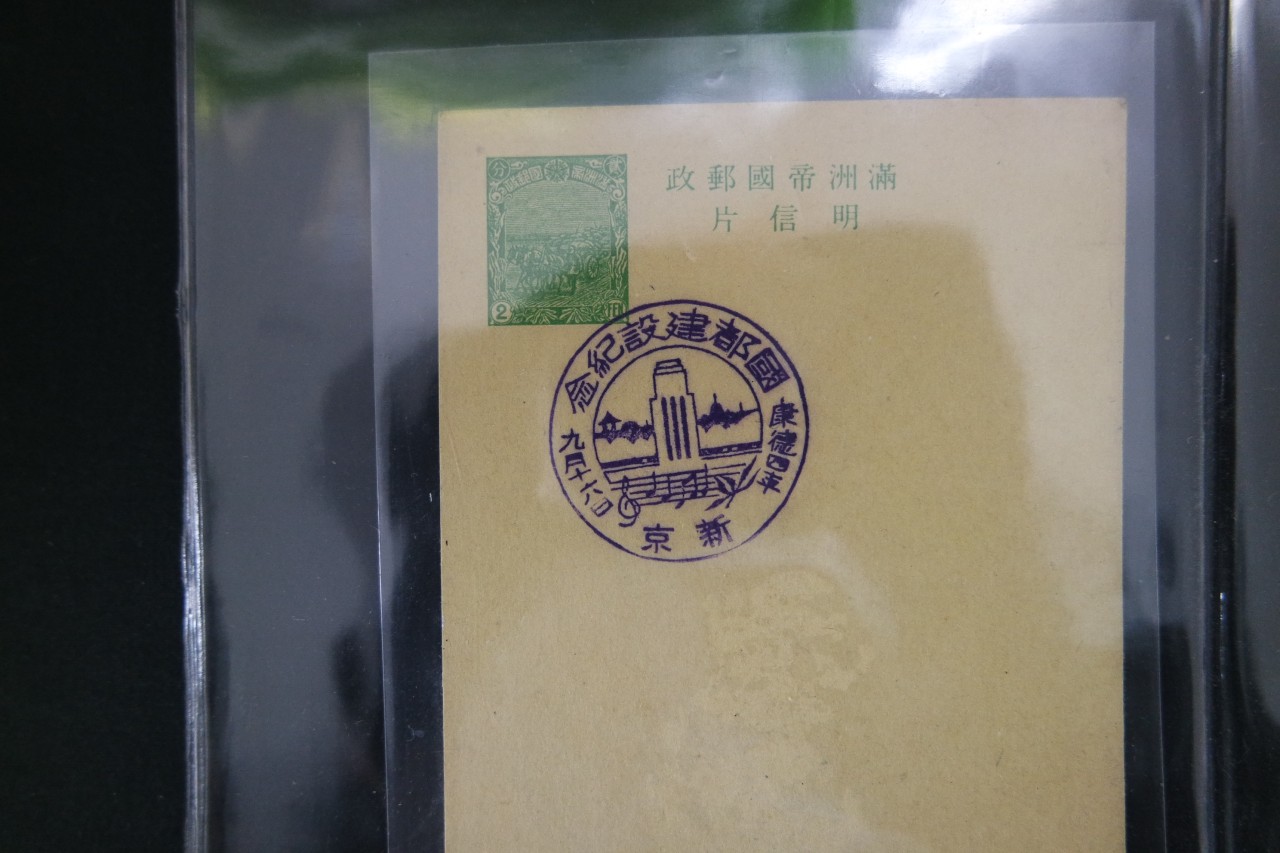 滿洲帝國郵政
明信片
2
國都建設紀念
康德四年
九月十六日
新京